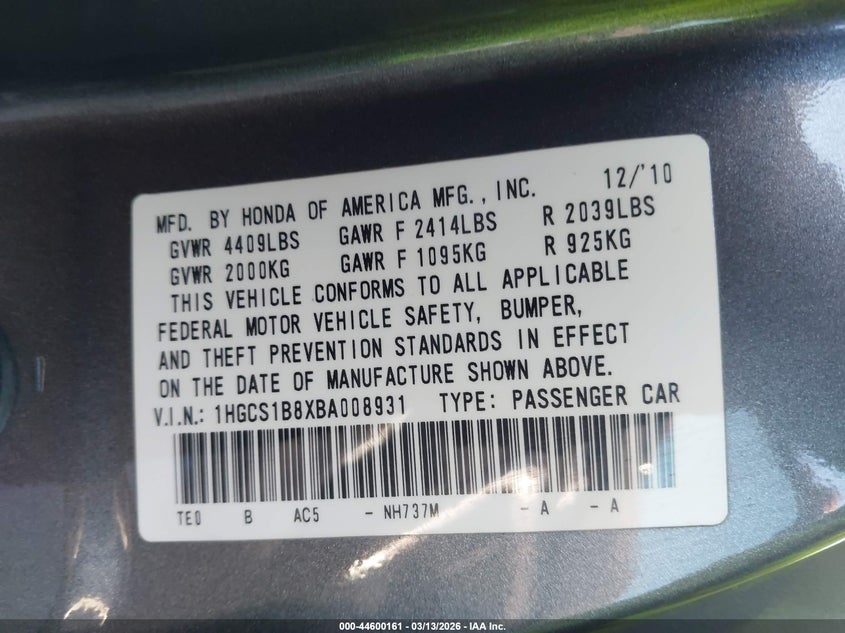 MFD. BY HONDA OF AMERICA MFG., INC. 12/'10
GVWR 4409LBS GAWR F 2414LBS R 2039LBS
GVWR 2000KG GAWR F 1095KG R 925KG
THIS VEHICLE CONFORMS TO ALL APPLICABLE
FEDERAL MOTOR VEHICLE SAFETY, BUMPER,
AND THEFT PREVENTION STANDARDS IN EFFECT
ON THE DATE OF MANUFACTURE SHOWN ABOVE.
V.I.N.: 1HGCS1B8XBA008931 TYPE: PASSENGER CAR
TE0 B AC5 - NH737M - A - A
000-44600161 - 03/13/2026 - IAA Inc.